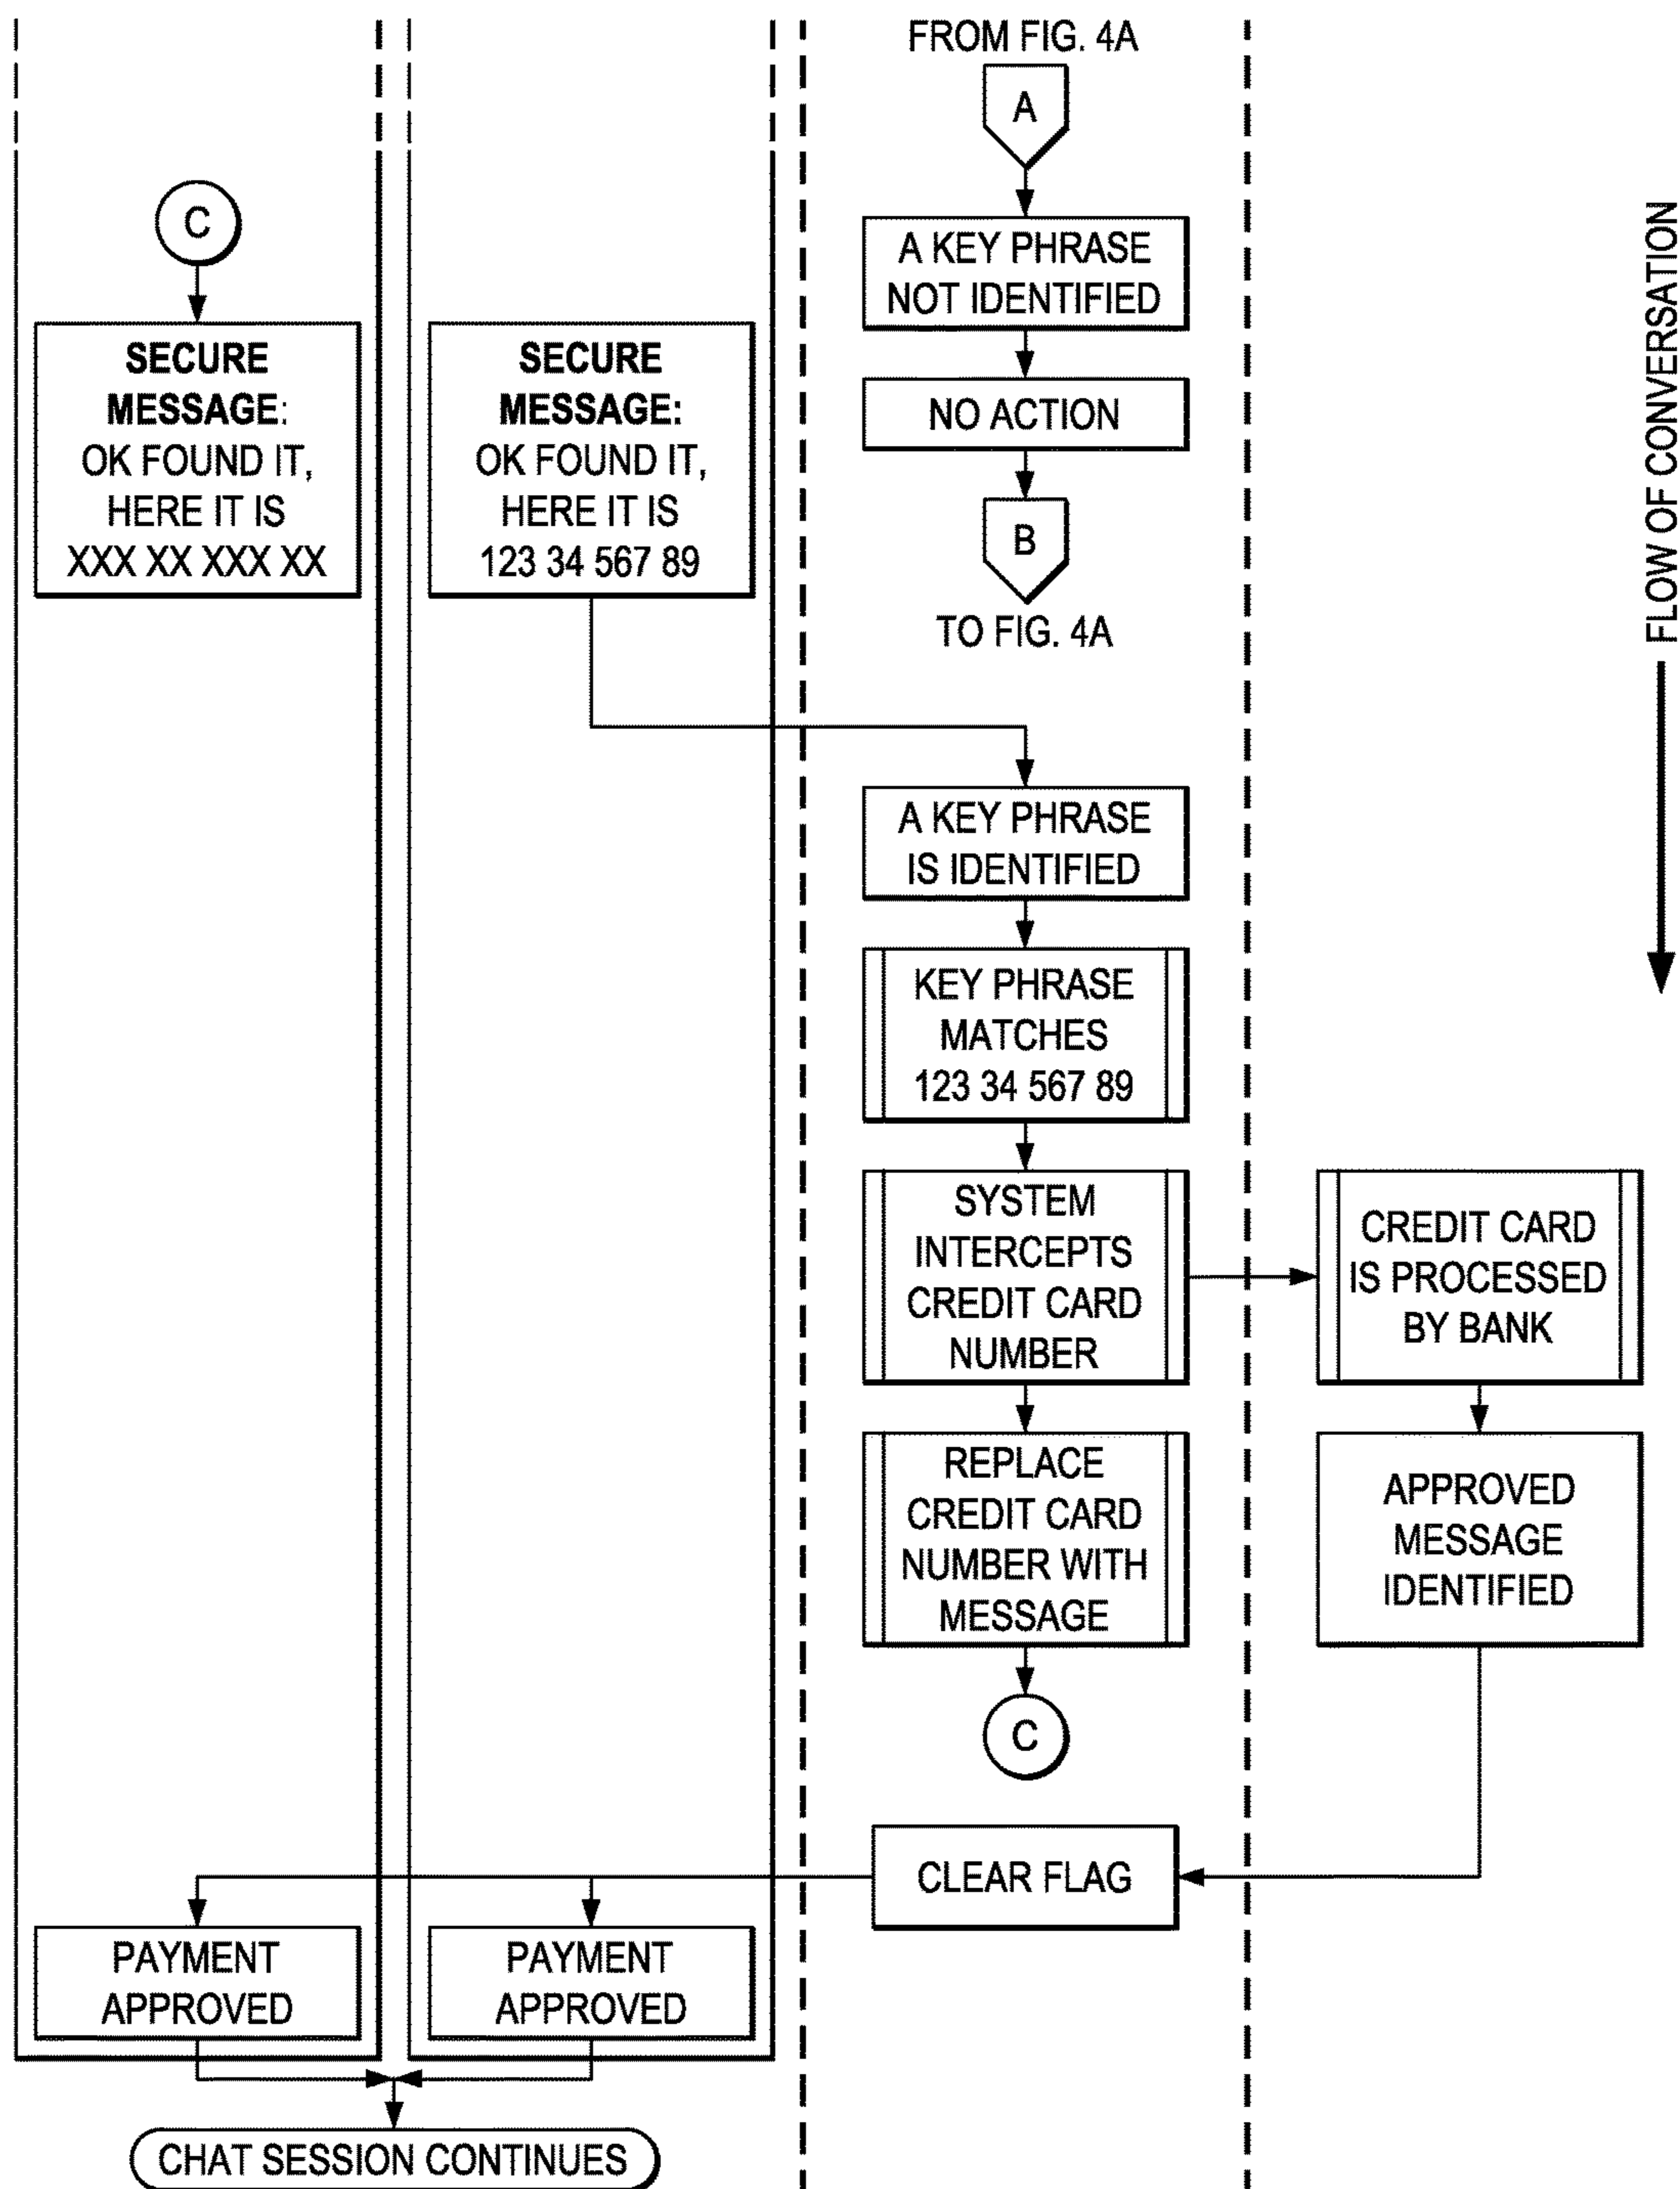 FROM FIG. 4A
A
A KEY PHRASE
NOT IDENTIFIED
NO ACTION
B
TO FIG. 4A
C
SECURE
MESSAGE:
OK FOUND IT,
HERE IT IS
XXX XX XXX XX
SECURE
MESSAGE:
OK FOUND IT,
HERE IT IS
123 34 567 89
FLOW OF CONVERSATION
A KEY PHRASE
IS IDENTIFIED
KEY PHRASE
MATCHES
123 34 567 89
SYSTEM
INTERCEPTS
CREDIT CARD
NUMBER
CREDIT CARD
IS PROCESSED
BY BANK
REPLACE
CREDIT CARD
NUMBER WITH
MESSAGE
APPROVED
MESSAGE
IDENTIFIED
C
CLEAR FLAG
PAYMENT
APPROVED
PAYMENT
APPROVED
CHAT SESSION CONTINUES